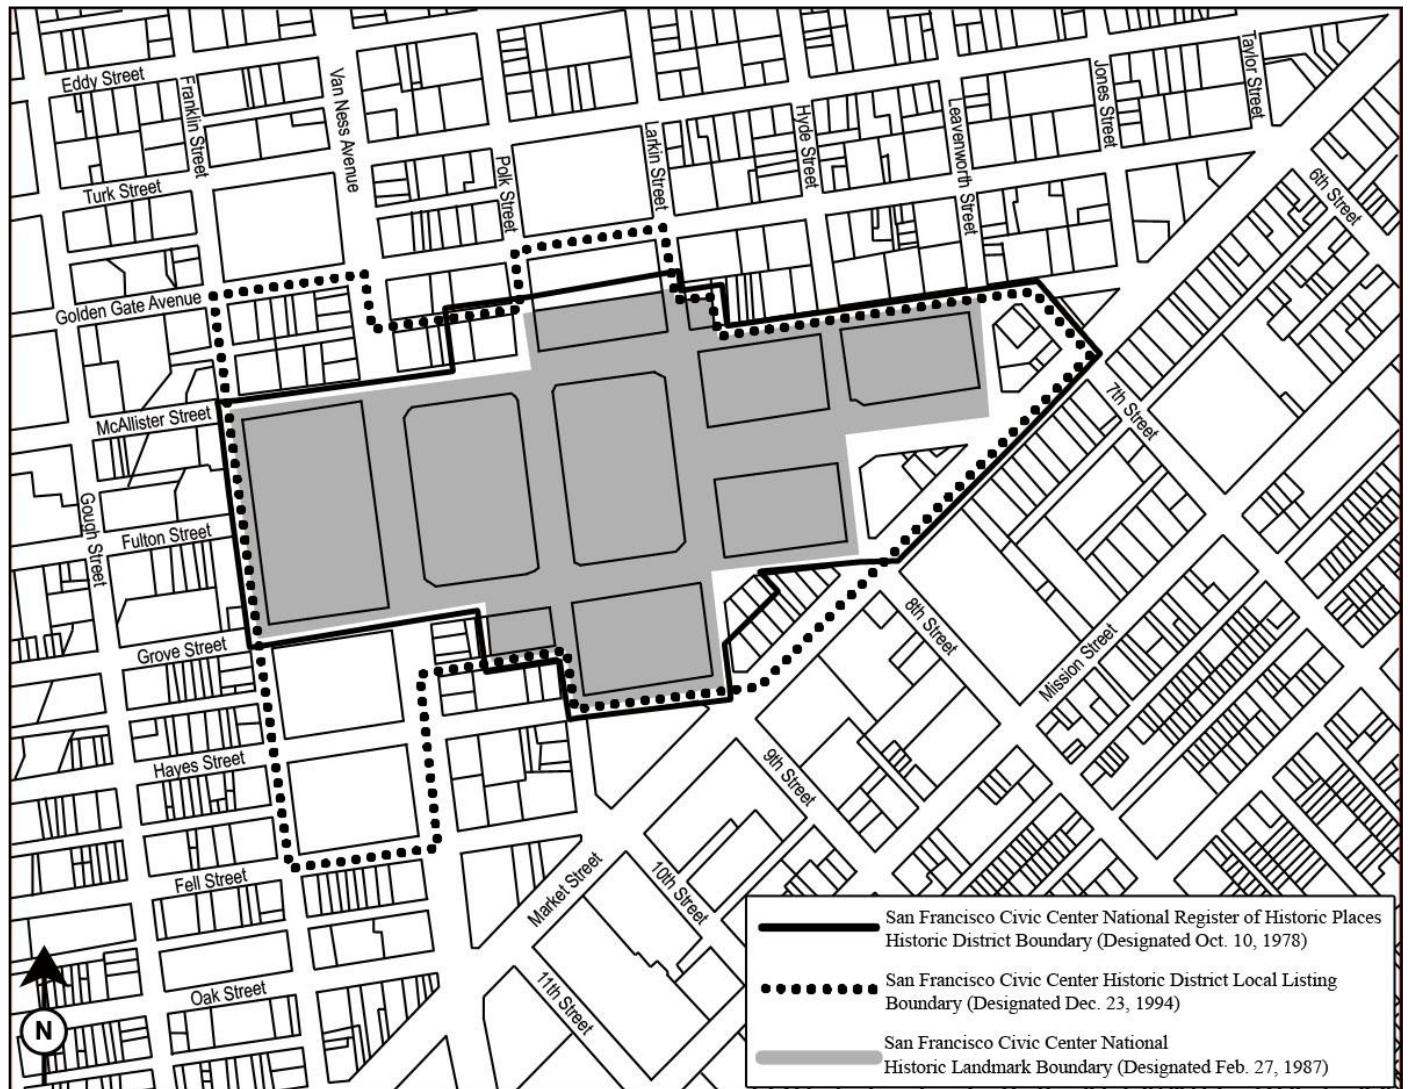 Eddy Street
Franklin Street
Van Ness Avenue
Polk Street
Larkin Street
Hyde Street
Leavenworth Street
Jones Street
Taylor Street
6th Street
Turk Street
Golden Gate Avenue
McAllister Street
7th Street
Gough Street
Fulton Street
8th Street
Grove Street
Mission Street
Hayes Street
9th Street
Fell Street
Market Street
10th Street
Oak Street
11th Street
N
San Francisco Civic Center National Register of Historic Places
Historic District Boundary (Designated Oct. 10, 1978)
San Francisco Civic Center Historic District Local Listing
Boundary (Designated Dec. 23, 1994)
San Francisco Civic Center National
Historic Landmark Boundary (Designated Feb. 27, 1987)